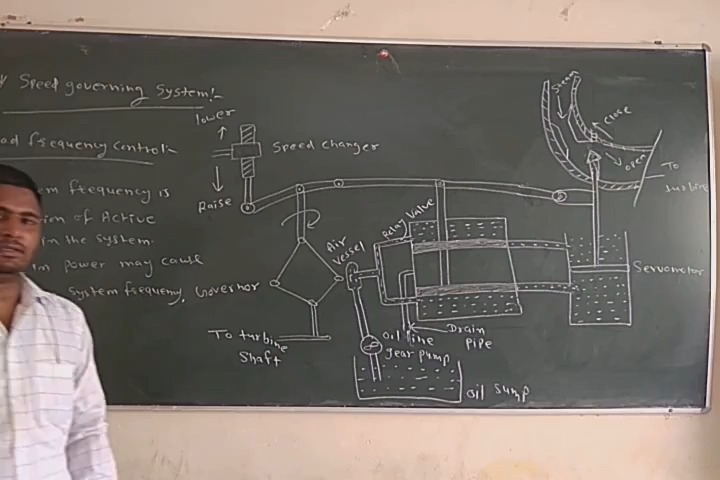 Speed governing System:-
frequency control:-
frequency is
of Active
in the system.
power may cause
system frequency.
lower
Speed changer
Raise
Governor
To turbine
shaft
Air
vessel
Relay valve
Oil line
gear pump
Drain
pipe
Oil sump
Servomotor
Steam
close
open
To
turbine